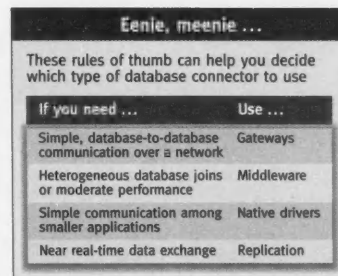 Eenie, meenie ...
These rules of thumb can help you decide
which type of database connector to use
If you need ... Use ...
Simple, database-to-database Gateways
communication over a network
Heterogeneous database joins Middleware
or moderate performance
Simple communication among Native drivers
smaller applications
Near real-time data exchange Replication